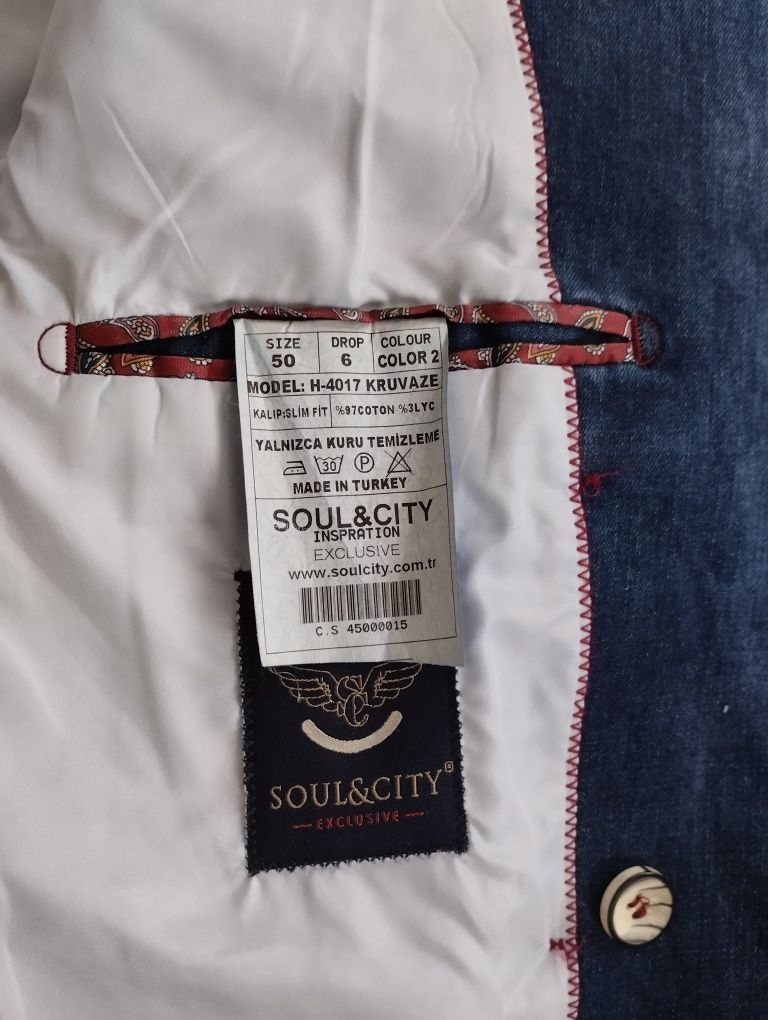 SIZE DROP COLOUR
50 6 COLOR 2
MODEL: H-4017 KRUVAZE
KALIP:SLİM FİT %97COTON %3LYC
YALNIZCA KURU TEMİZLEME
30 P
MADE IN TURKEY
SOUL&CITY
INSPRATION
EXCLUSIVE
www.soulcity.com.tr
C.S 45000015
SC
SOUL&CITY®
EXCLUSIVE